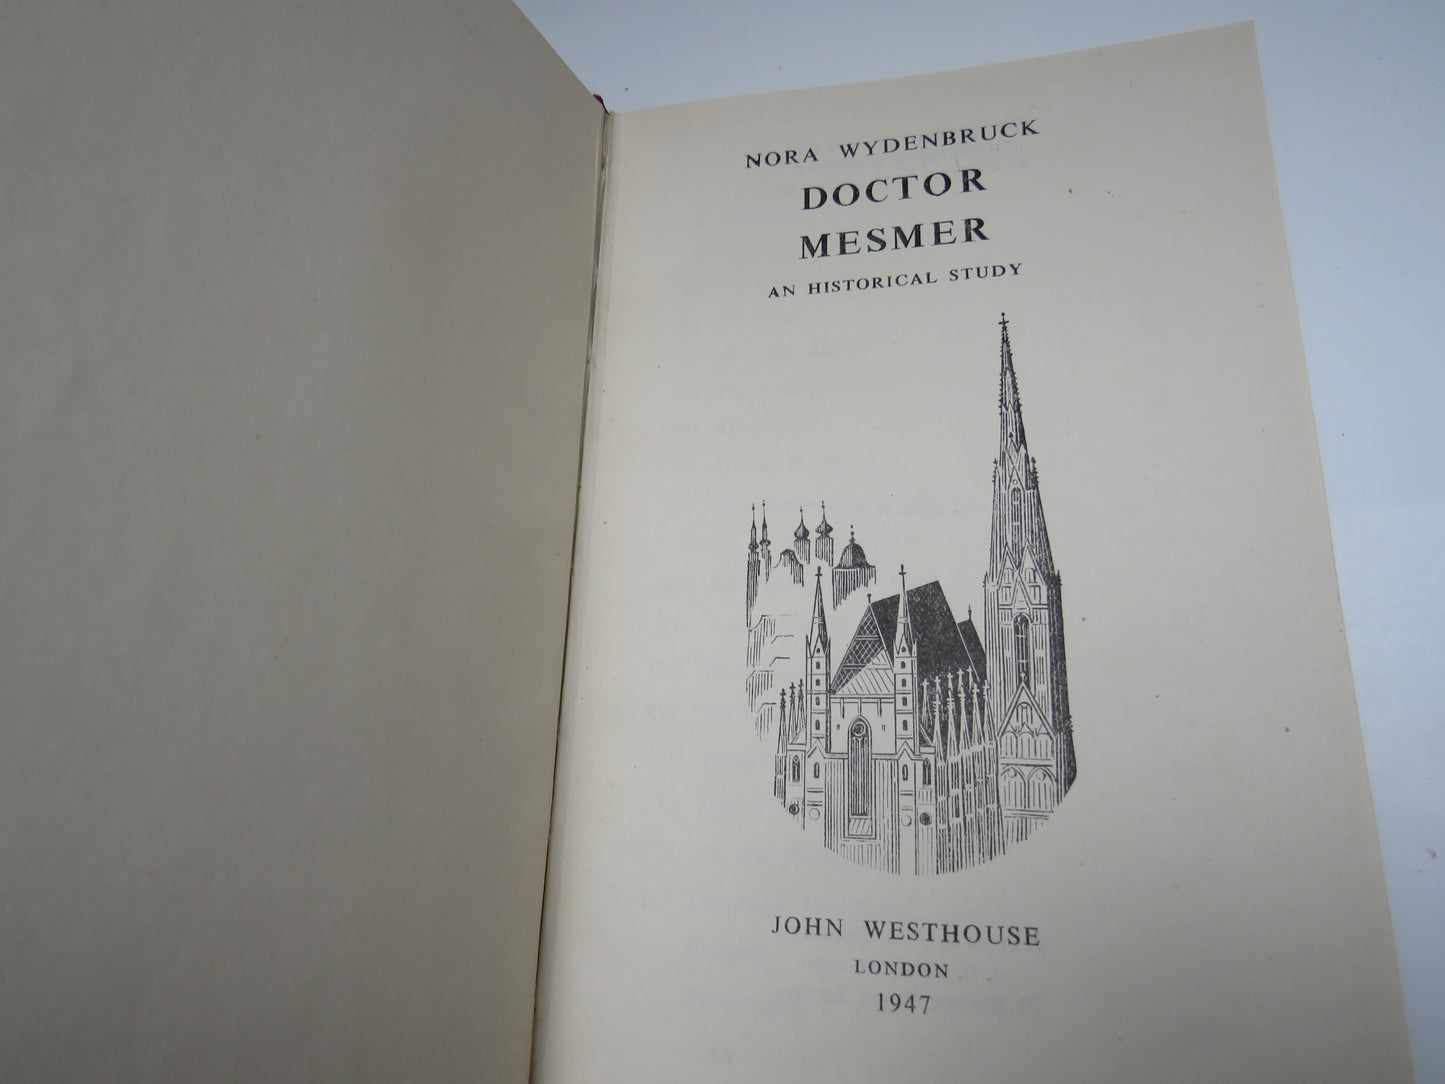 NORA WYDENBRUCK
DOCTOR
MESMER
AN HISTORICAL STUDY
JOHN WESTHOUSE
LONDON
1947